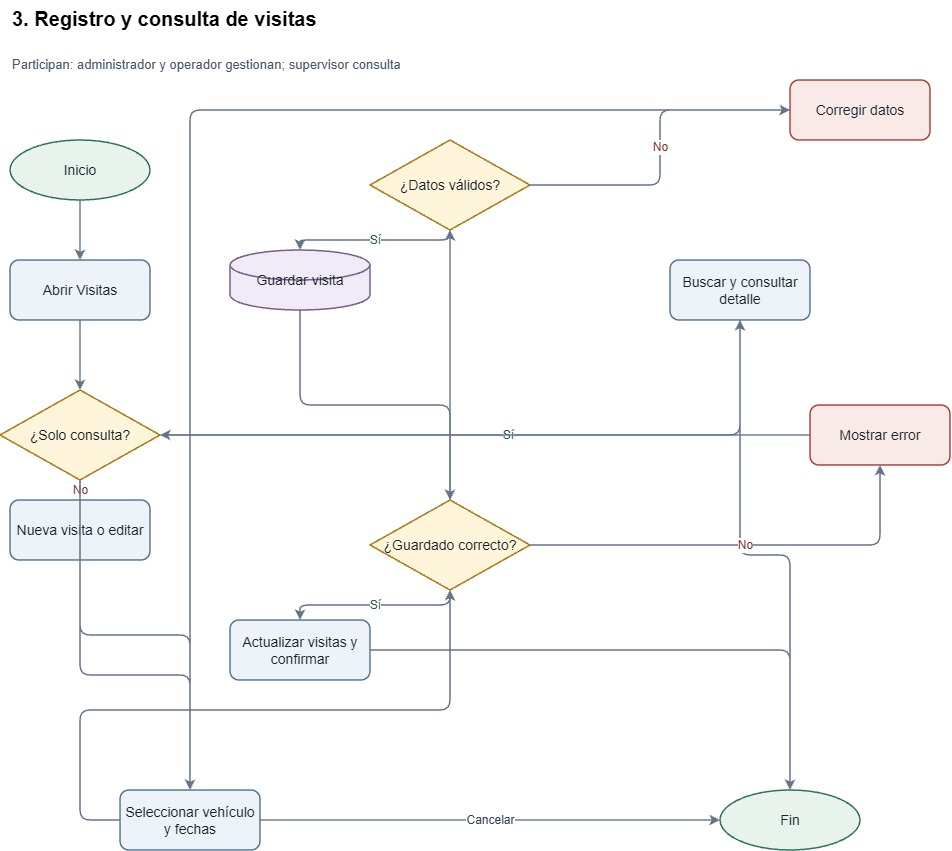 3. Registro y consulta de visitas
Participan: administrador y operador gestionan; supervisor consulta
Corregir datos
No
Inicio
¿Datos válidos?
Sí
Guardar visita
Abrir Visitas
Buscar y consultar
detalle
¿Solo consulta?
Sí
Mostrar error
No
Nueva visita o editar
¿Guardado correcto?
No
Sí
Actualizar visitas y
confirmar
Seleccionar vehículo
y fechas
Cancelar
Fin